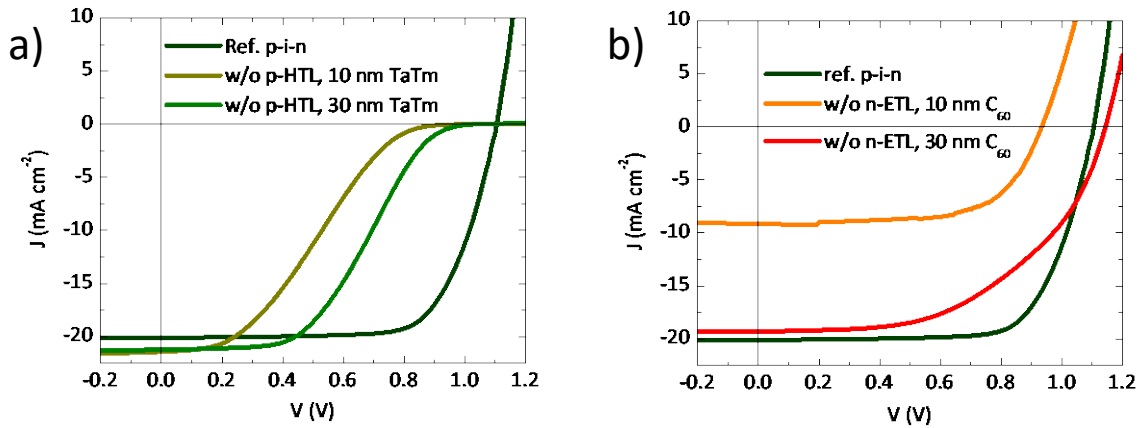 a)
10
5
0
-5
-10
-15
-20
J (mA cm⁻²)
Ref. p-i-n
w/o p-HTL, 10 nm TaTm
w/o p-HTL, 30 nm TaTm
-0.2 0.0 0.2 0.4 0.6 0.8 1.0 1.2
V (V)
b)
10
5
0
-5
-10
-15
-20
J (mA cm⁻²)
ref. p-i-n
w/o n-ETL, 10 nm C₆₀
w/o n-ETL, 30 nm C₆₀
-0.2 0.0 0.2 0.4 0.6 0.8 1.0 1.2
V (V)